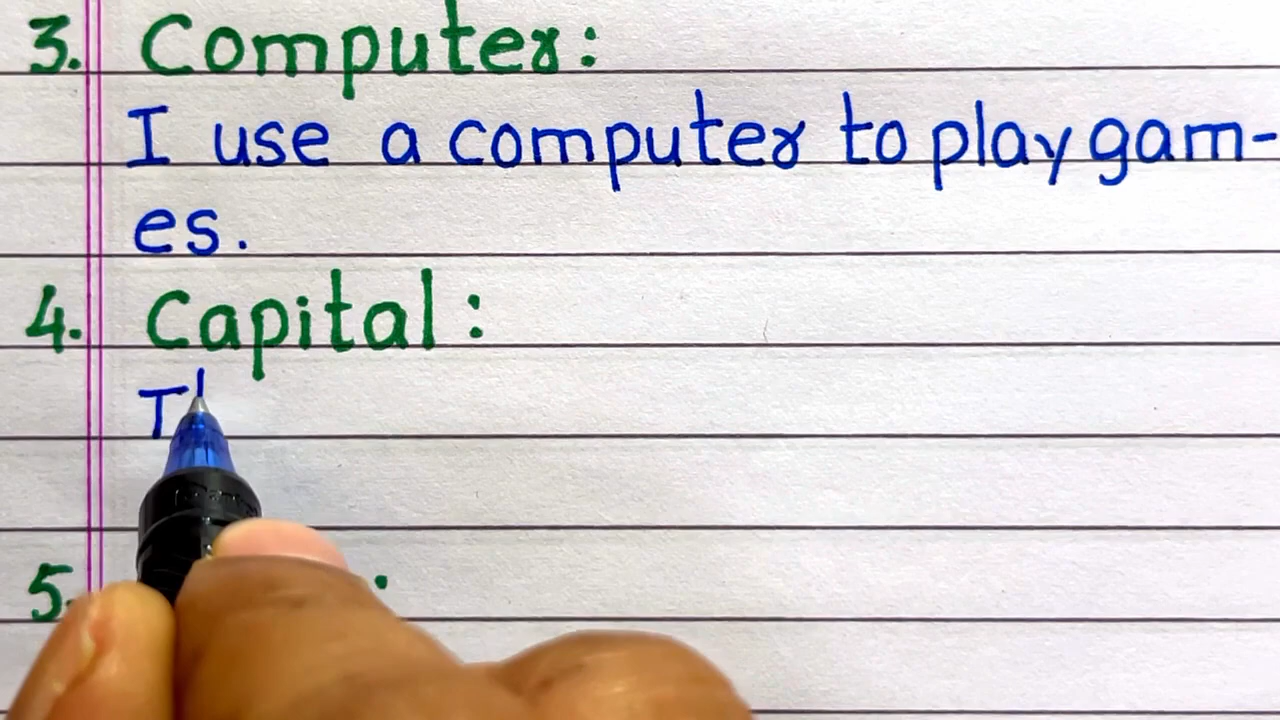 3. Computer:
I use a computer to play gam-
es.
4. Capital:
T
5. :